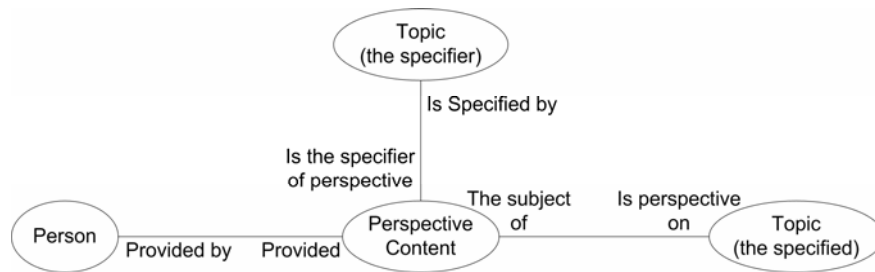 Topic
(the specifier)
Is Specified by
Is the specifier
of perspective
Person
Provided by
Provided
Perspective
Content
The subject
of
Is perspective
on
Topic
(the specified)